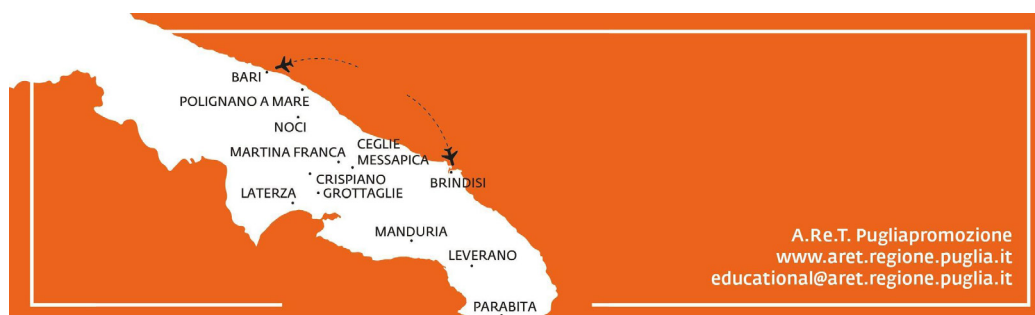 BARI
POLIGNANO A MARE
NOCI
MARTINA FRANCA
CEGLIE
MESSAPICA
CRISPIANO
LATERZA
GROTTAGLIE
BRINDISI
MANDURIA
LEVERANO
PARABITA
A.Re.T. Pugliapromozione
www.aret.regione.puglia.it
educational@aret.regione.puglia.it